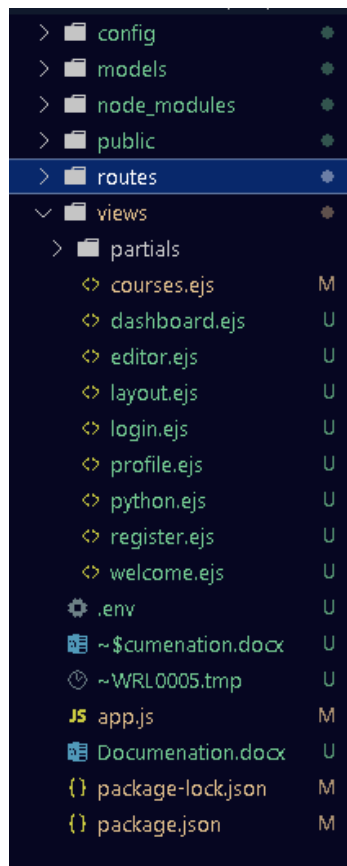 config
models
node_modules
public
routes
views
partials
courses.ejs M
dashboard.ejs U
editor.ejs U
layout.ejs U
login.ejs U
profile.ejs U
python.ejs U
register.ejs U
welcome.ejs U
.env U
~$cumenation.docx U
~WRL0005.tmp U
JS app.js M
Documenation.docx U
{} package-lock.json M
{} package.json M